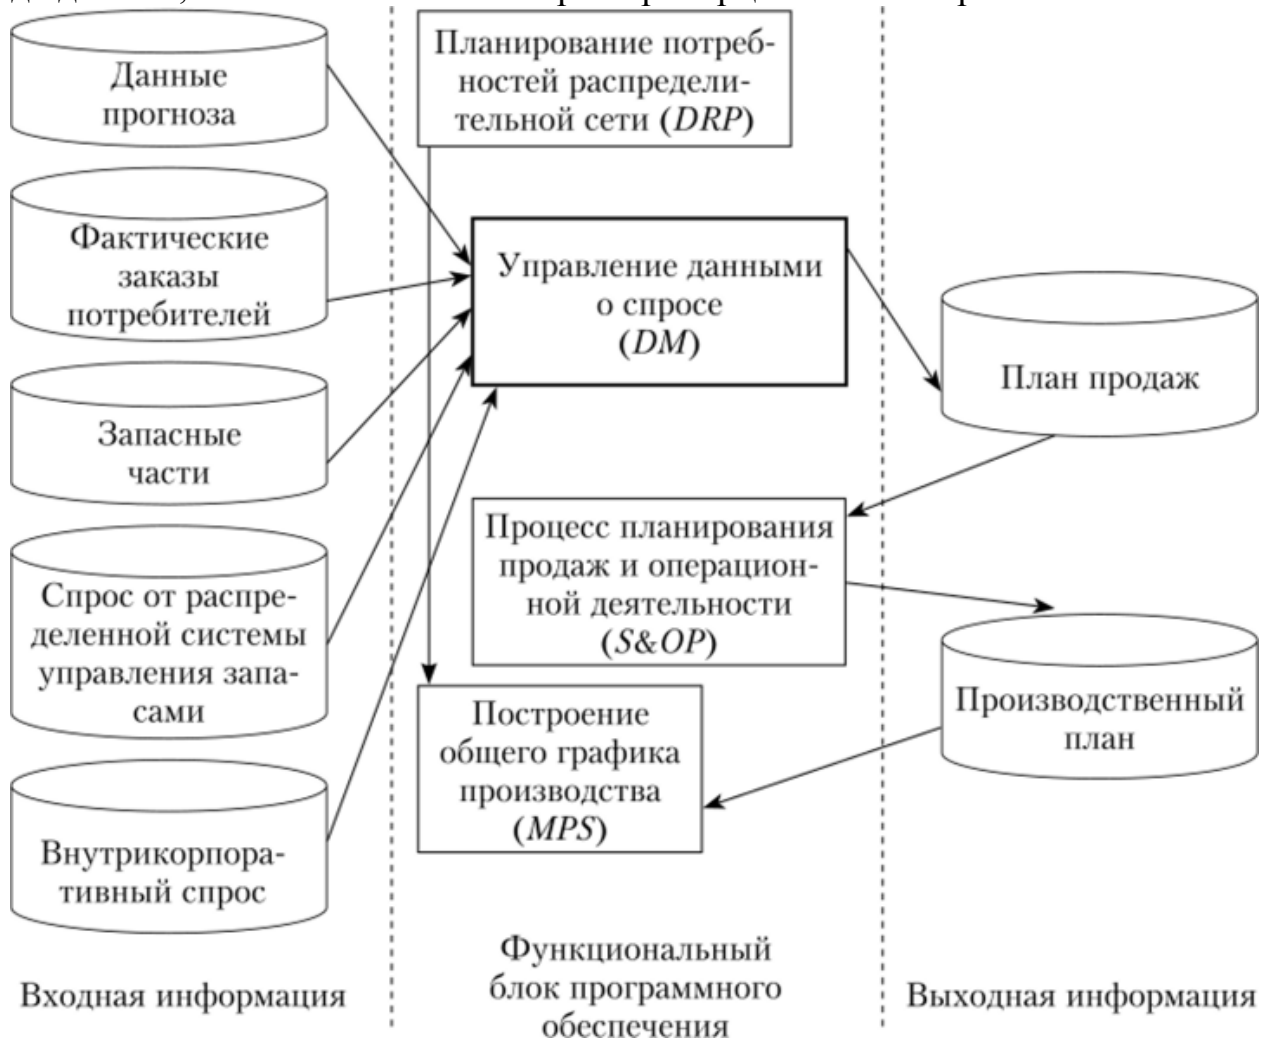 Данные
прогноза
Фактические
заказы
потребителей
Запасные
части
Спрос от распре-
деленной системы
управления запа-
сами
Внутрикорпора-
тивный спрос
Входная информация
Планирование потреб-
ностей распредели-
тельной сети (DRP)
Управление данными
о спросе
(DM)
Процесс планирования
продаж и операцион-
ной деятельности
(S&OP)
Построение
общего графика
производства
(MPS)
Функциональный
блок программного
обеспечения
План продаж
Производственный
план
Выходная информация